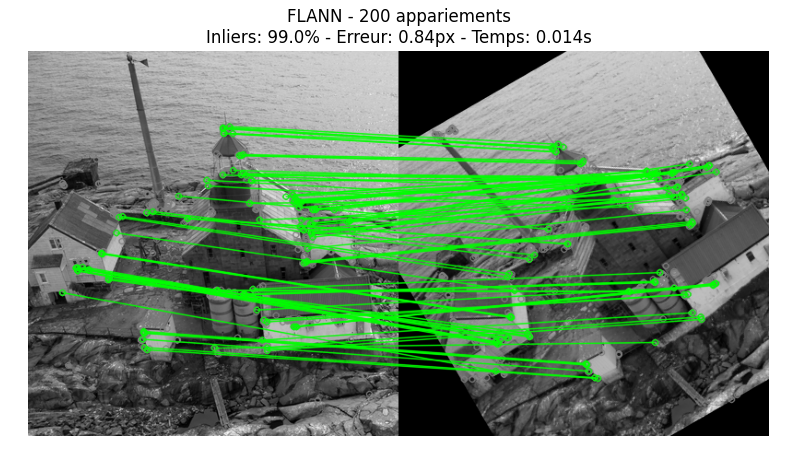 FLANN - 200 appariements
Inliers: 99.0% - Erreur: 0.84px - Temps: 0.014s